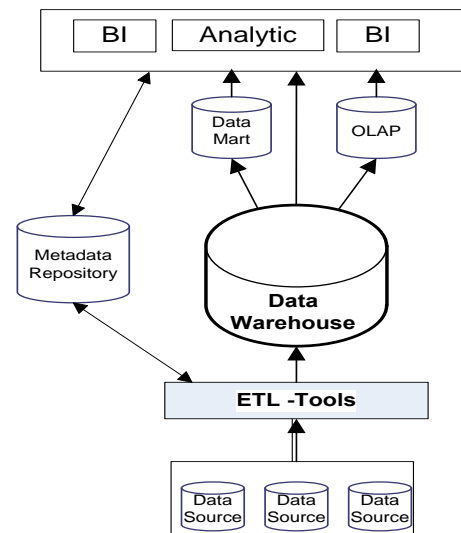 BI Analytic BI
Data
Mart
OLAP
Metadata
Repository
Data
Warehouse
ETL -Tools
Data
Source
Data
Source
Data
Source